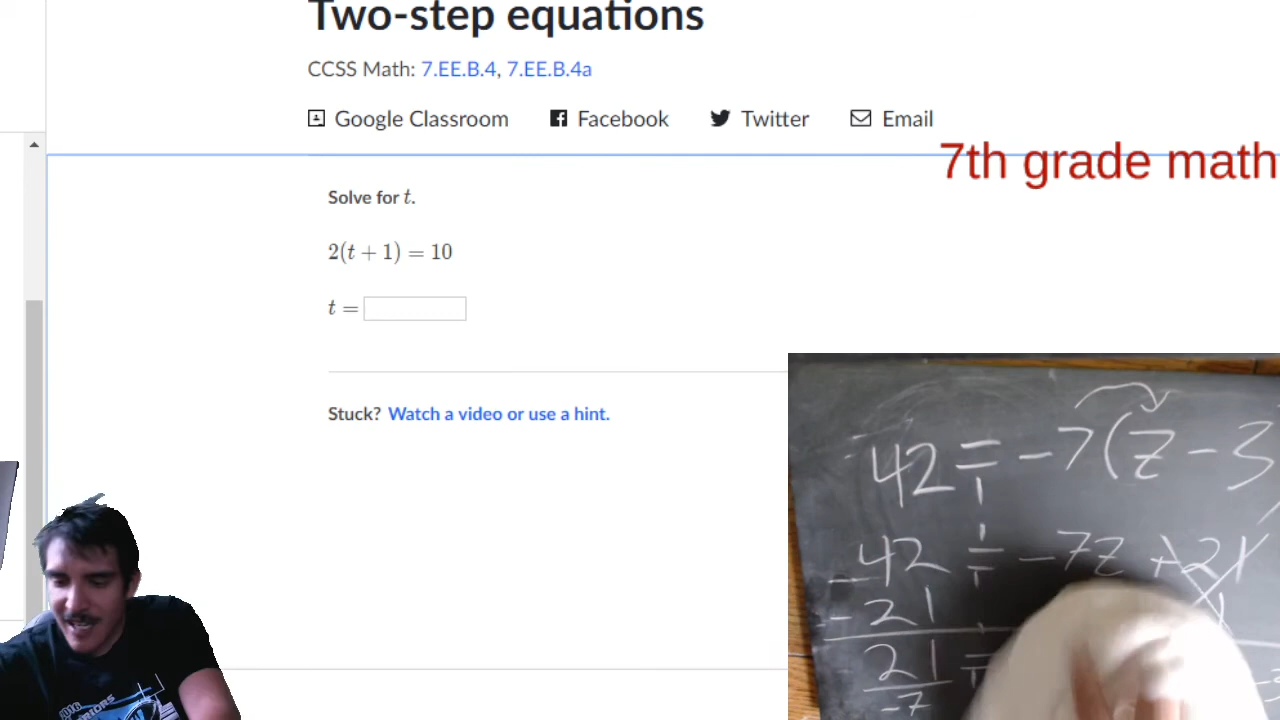 Two-step equations
CCSS Math: 7.EE.B.4, 7.EE.B.4a
Google Classroom Facebook Twitter Email
7th grade math
Solve for t.
2(t + 1) = 10
t =
Stuck? Watch a video or use a hint.
42 = -7(z - 3
-42 = -7z + 21
- 21
21 =
-7